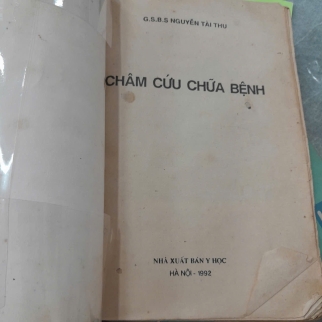 G.S.B.S NGUYỄN TÀI THU
CHÂM CỨU CHỮA BỆNH
NHÀ XUẤT BẢN Y HỌC
HÀ NỘI - 1992